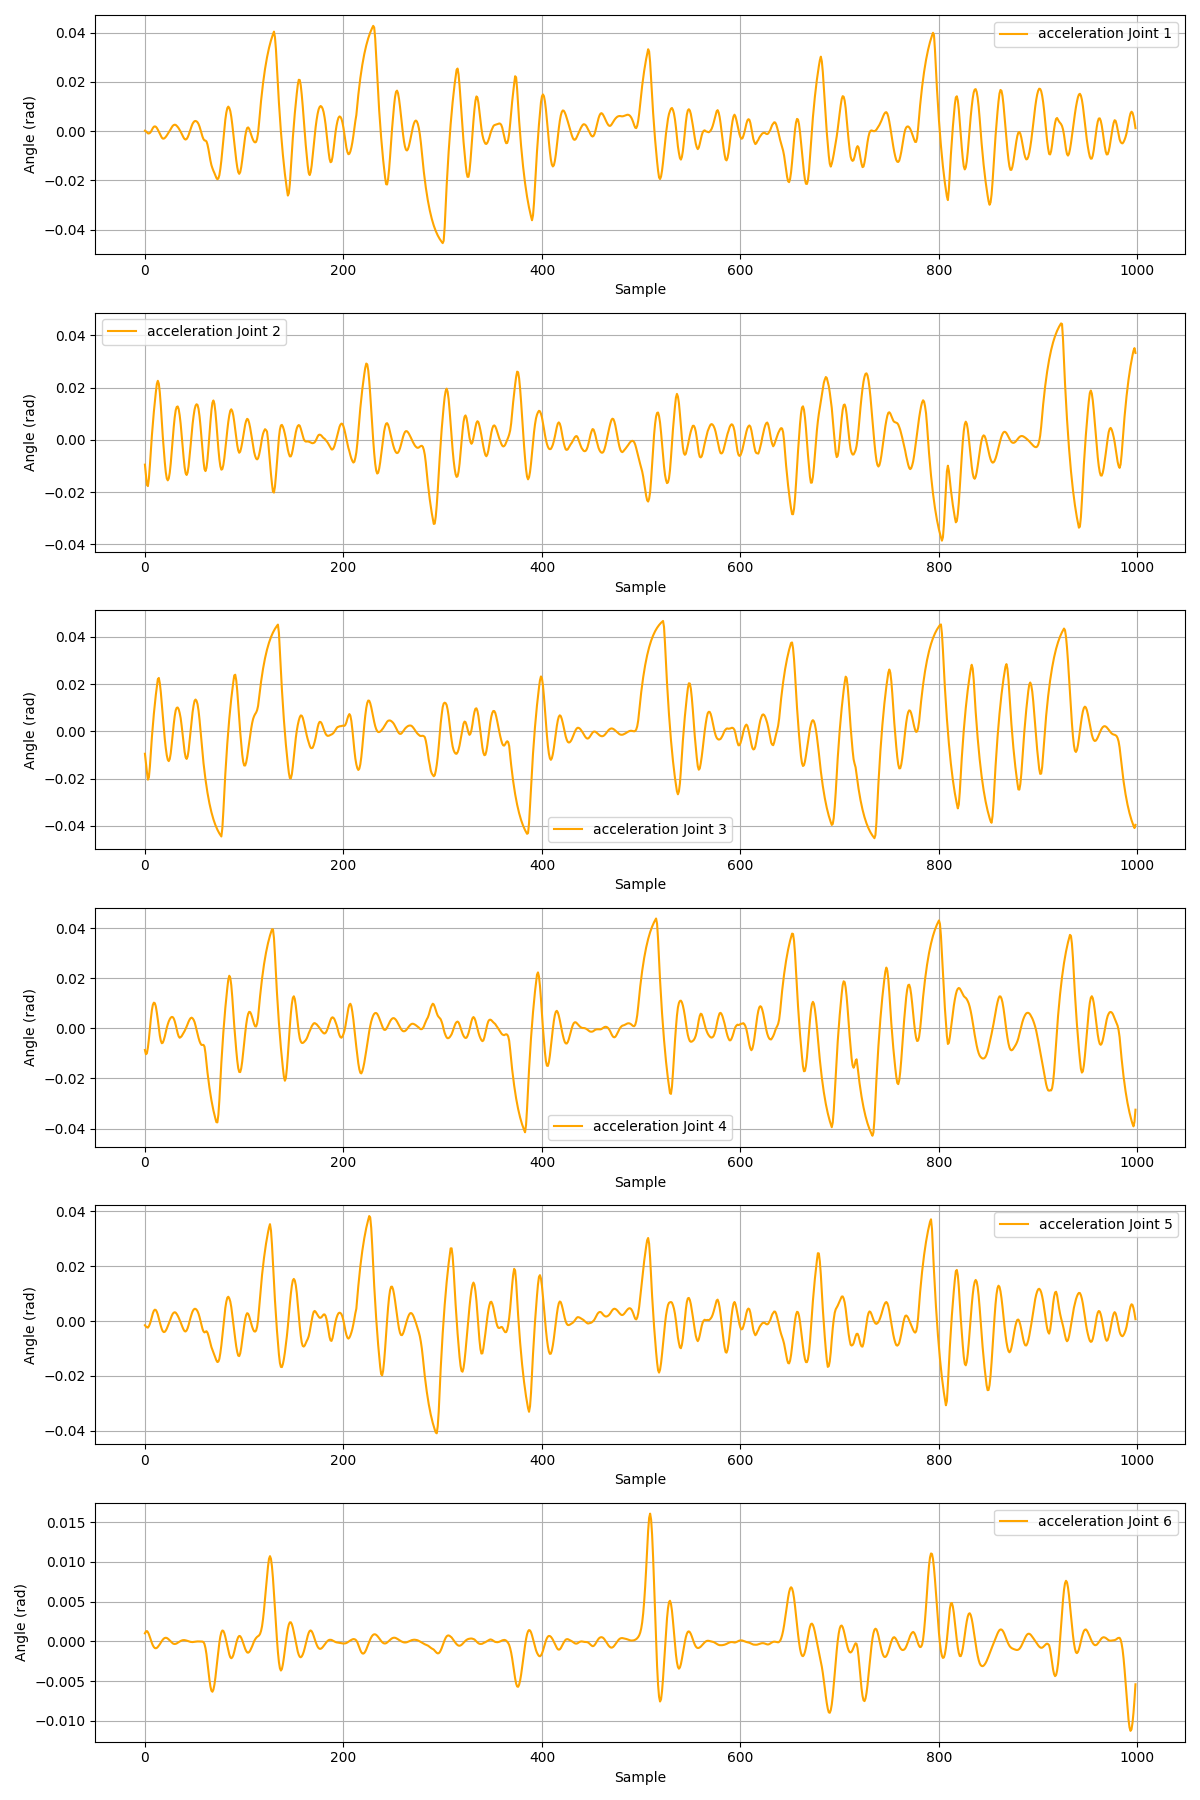 acceleration Joint 1
Angle (rad)
0.04
0.02
0.00
−0.02
−0.04
0 200 400 600 800 1000
Sample
acceleration Joint 2
Angle (rad)
0.04
0.02
0.00
−0.02
−0.04
0 200 400 600 800 1000
Sample
Angle (rad)
0.04
0.02
0.00
−0.02
−0.04
acceleration Joint 3
0 200 400 600 800 1000
Sample
Angle (rad)
0.04
0.02
0.00
−0.02
−0.04
acceleration Joint 4
0 200 400 600 800 1000
Sample
acceleration Joint 5
Angle (rad)
0.04
0.02
0.00
−0.02
−0.04
0 200 400 600 800 1000
Sample
acceleration Joint 6
Angle (rad)
0.015
0.010
0.005
0.000
−0.005
−0.010
0 200 400 600 800 1000
Sample